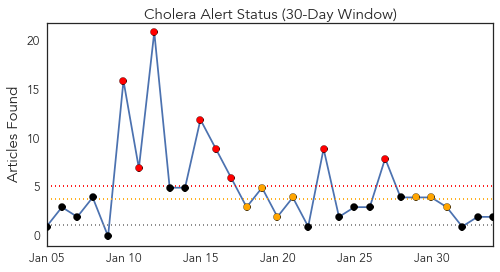 Cholera Alert Status (30-Day Window)
Articles Found
20
15
10
5
0
Jan 05
Jan 10
Jan 15
Jan 20
Jan 25
Jan 30